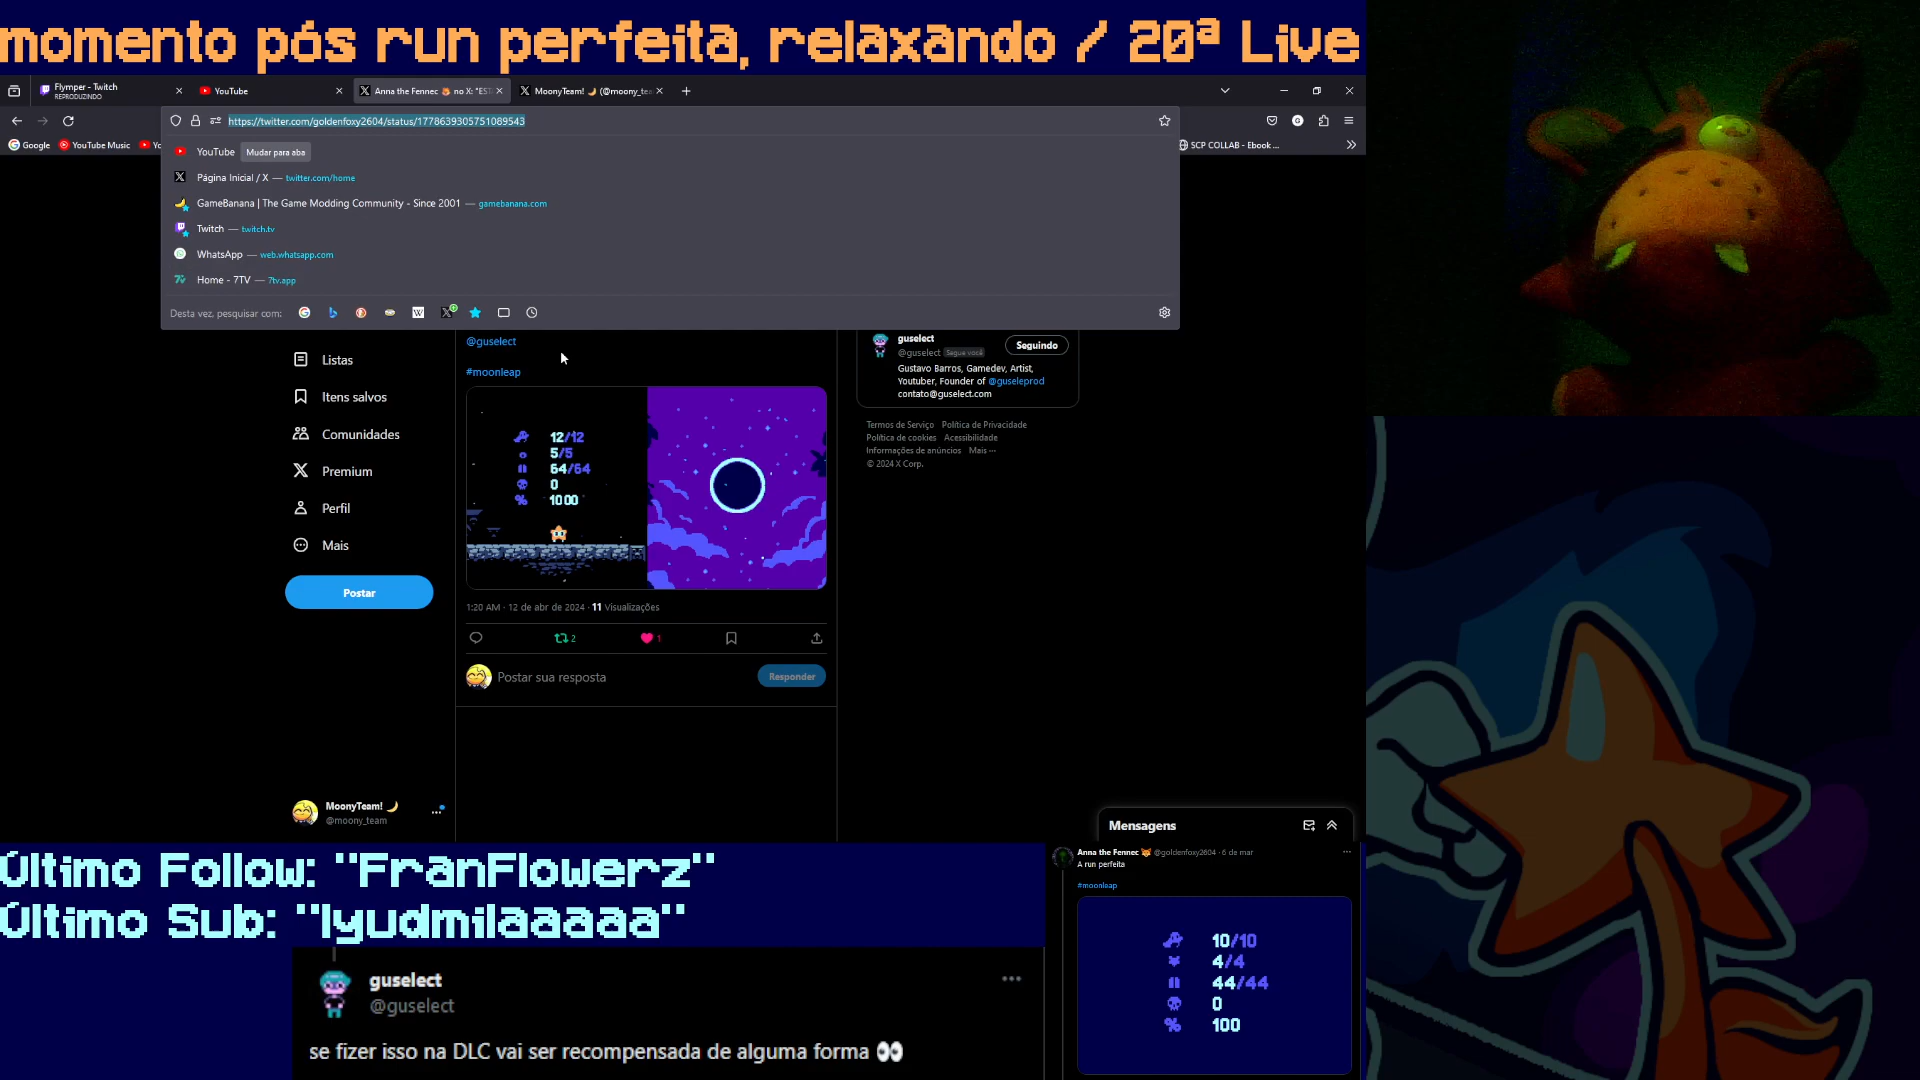 momento pós run perfeita, relaxando / 20ª Live
Flymper - Twitch
REPRODUZINDO
YouTube
Anna the Fennec 🦊 no X: "EST
MoonyTeam! 🌙 (@moony_tea
https://twitter.com/goldenfoxy2604/status/1778639305751089543
Google
YouTube Music
Yo
SCP COLLAB - Ebook ...
YouTube Mudar para aba
Página Inicial / X — twitter.com/home
GameBanana | The Game Modding Community - Since 2001 — gamebanana.com
Twitch — twitch.tv
WhatsApp — web.whatsapp.com
Home - 7TV — 7tv.app
Desta vez, pesquisar com:
Listas
Itens salvos
Comunidades
Premium
Perfil
Mais
Postar
MoonyTeam! 🌙
@moony_team
@guselect
#moonleap
12/12
5/5
64/64
0
% 1000
1:20 AM · 12 de abr de 2024 · 11 Visualizações
2
1
Postar sua resposta
Responder
guselect
@guselect Segue você
Seguindo
Gustavo Barros, Gamedev, Artist,
Youtuber, Founder of @guseleprod
contato@guselect.com
Termos de Serviço Política de Privacidade
Política de cookies Acessibilidade
Informações de anúncios Mais ···
© 2024 X Corp.
Mensagens
Último Follow: "FranFlowerz"
Último Sub: "lyudmilaaaaaa"
guselect
@guselect
se fizer isso na DLC vai ser recompensada de alguma forma 👀
Anna the Fennec 🦊 @goldenfoxy2604 · 6 de mar
A run perfeita
#moonleap
10/10
4/4
44/44
0
% 100